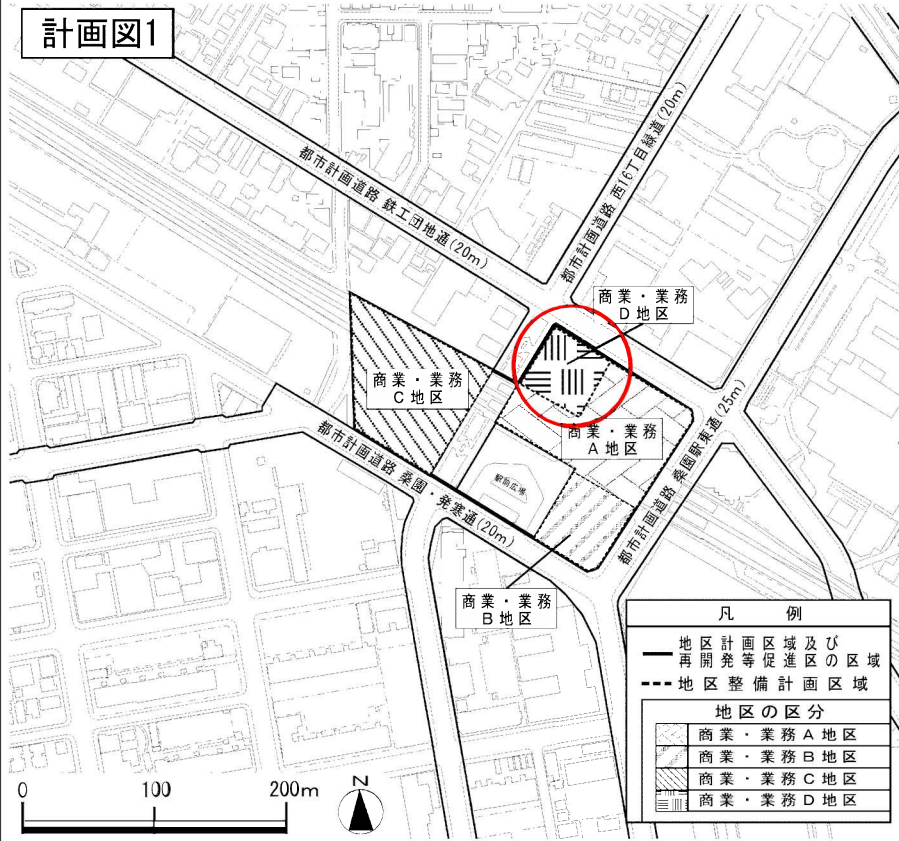 計画図1
都市計画道路 鉄工団地通(20m)
都市計画道路 西16丁目緑道(20m)
商業・業務
D地区
商業・業務
C地区
商業・業務
A地区
都市計画道路 桑園駅東通(25m)
都市計画道路 桑園・発寒通(20m)
駅前広場
商業・業務
B地区
凡 例
地区計画区域及び
再開発等促進区の区域
地区整備計画区域
地区の区分
商業・業務A地区
商業・業務B地区
商業・業務C地区
商業・業務D地区
0 100 200m
N